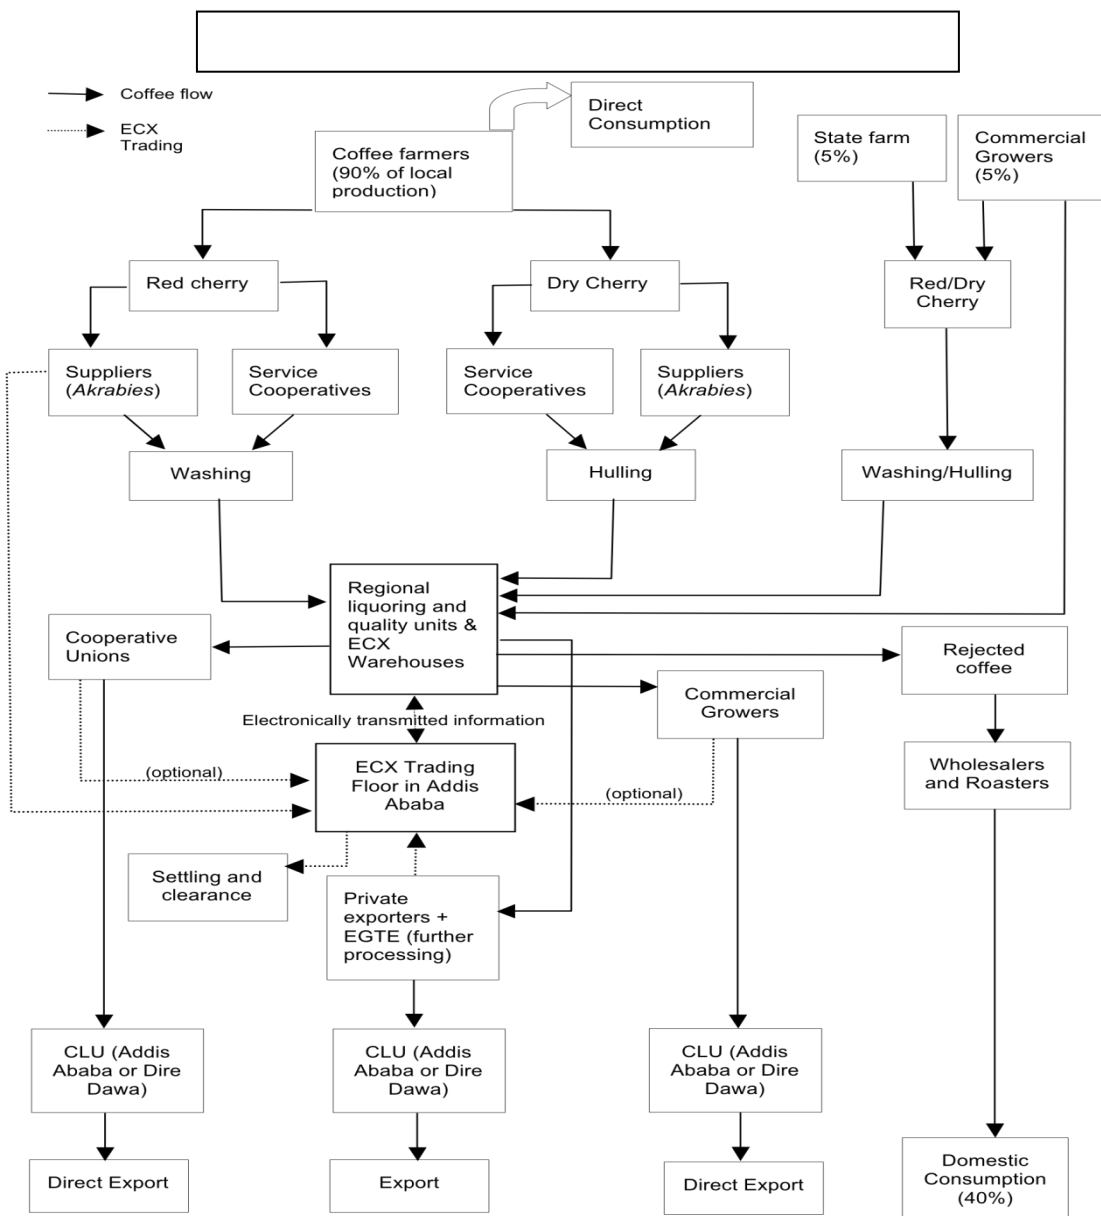 Coffee flow
ECX
Trading
Direct
Consumption
Coffee farmers
(90% of local
production)
State farm
(5%)
Commercial
Growers
(5%)
Red cherry
Dry Cherry
Red/Dry
Cherry
Suppliers
(Akrabies)
Service
Cooperatives
Service
Cooperatives
Suppliers
(Akrabies)
Washing
Hulling
Washing/Hulling
Regional
liquoring and
quality units &
ECX
Warehouses
Cooperative
Unions
Rejected
coffee
Commercial
Growers
Electronically transmitted information
ECX Trading
Floor in Addis
Ababa
(optional)
(optional)
Wholesalers
and Roasters
Settling and
clearance
Private
exporters +
EGTE (further
processing)
CLU (Addis
Ababa or Dire
Dawa)
CLU (Addis
Ababa or Dire
Dawa)
CLU (Addis
Ababa or Dire
Dawa)
Direct Export
Export
Direct Export
Domestic
Consumption
(40%)